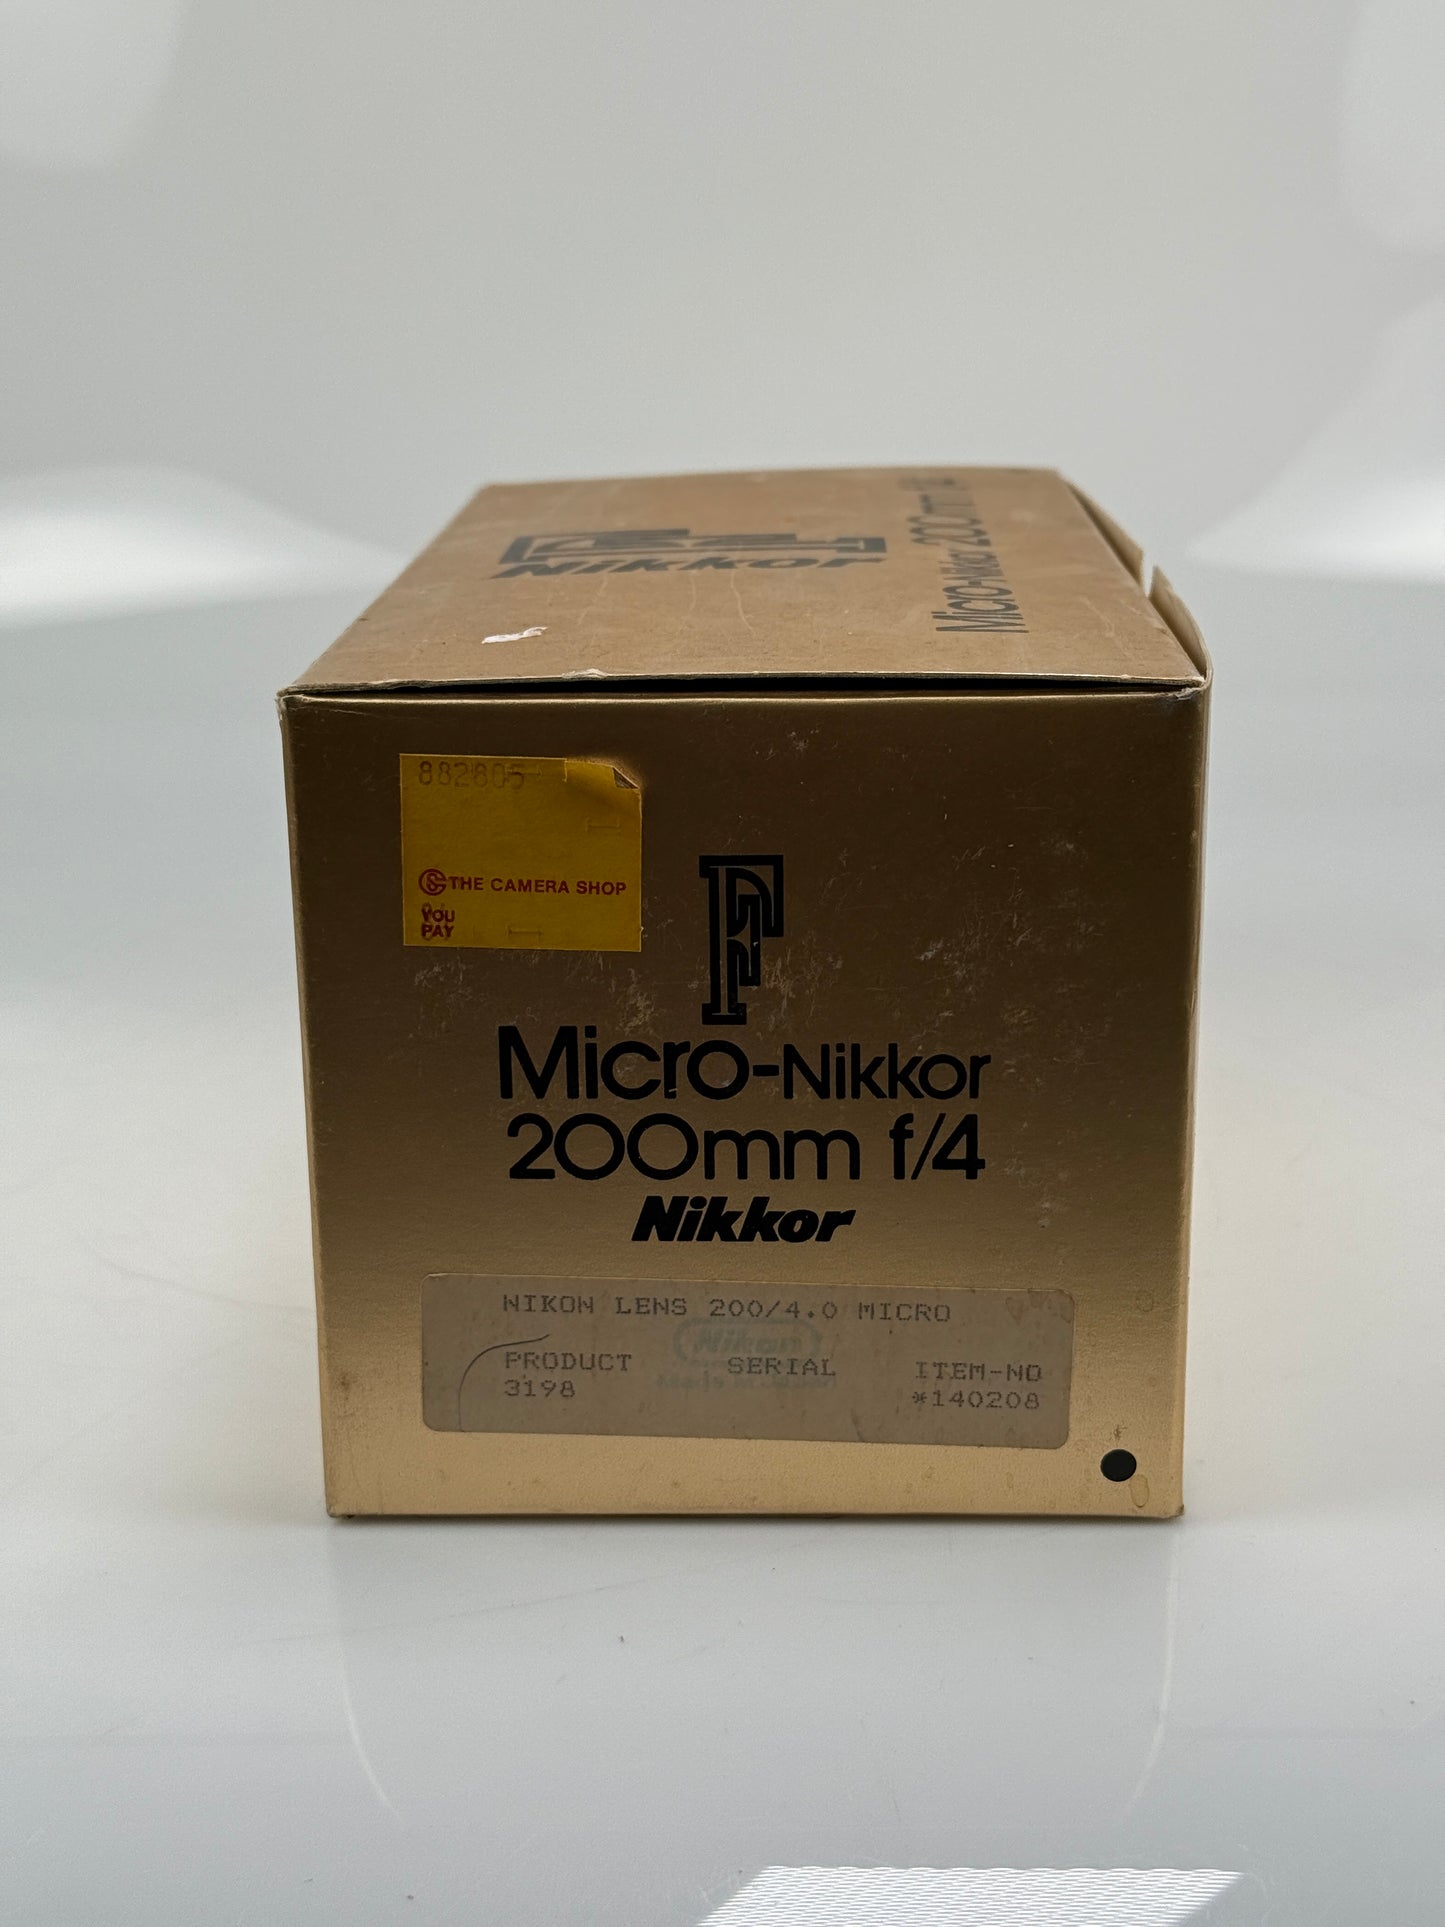 Nikkor
Micro-Nikkor 200mm f/4
882805
THE CAMERA SHOP
YOU
PAY
F
Micro-Nikkor
200mm f/4
Nikkor
NIKON LENS 200/4.0 MICRO
Nikon
PRODUCT SERIAL ITEM-NO
3198 *140208